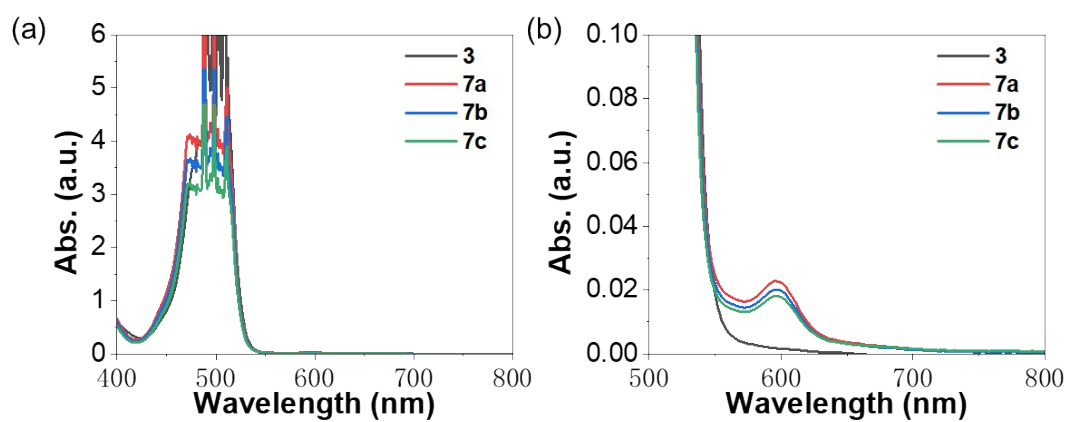 (a)
6
5
4
3
2
1
0
Abs. (a.u.)
3
7a
7b
7c
400 500 600 700 800
Wavelength (nm)
(b)
0.10
0.08
0.06
0.04
0.02
0.00
Abs. (a.u.)
3
7a
7b
7c
500 600 700 800
Wavelength (nm)